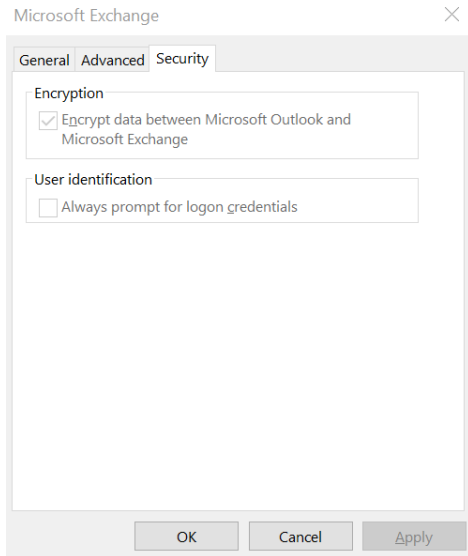 Microsoft Exchange
General Advanced Security
Encryption
Encrypt data between Microsoft Outlook and
Microsoft Exchange
User identification
Always prompt for logon credentials
OK Cancel Apply